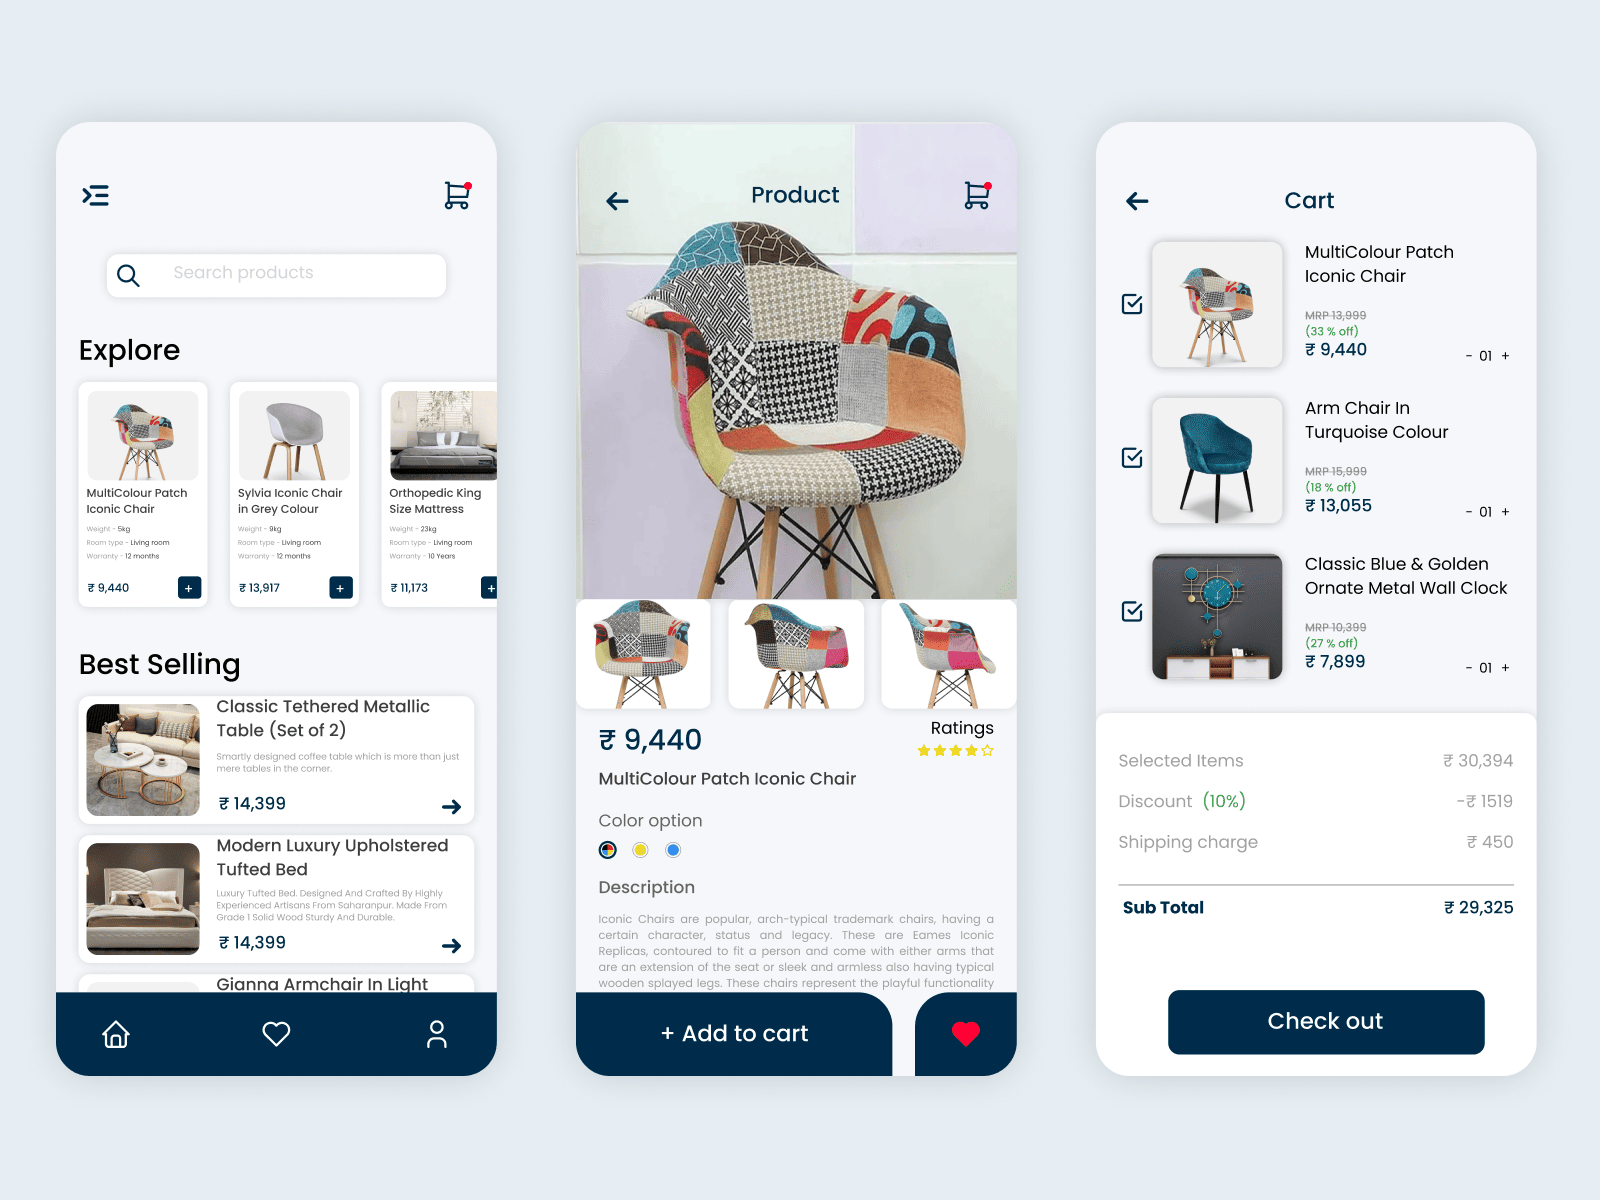 Search products
Explore
MultiColour Patch
Iconic Chair
Weight - 5kg
Room type - Living room
Warranty - 12 months
₹ 9,440
+
Sylvia Iconic Chair
in Grey Colour
Weight - 9kg
Room type - Living room
Warranty - 12 months
₹ 13,917
+
Orthopedic King
Size Mattress
Weight - 23kg
Room type - Living room
Warranty - 10 Years
₹ 11,173
+
Best Selling
Classic Tethered Metallic
Table (Set of 2)
Smartly designed coffee table which is more than just
mere tables in the corner.
₹ 14,399
Modern Luxury Upholstered
Tufted Bed
Luxury Tufted Bed. Designed And Crafted By Highly
Experienced Artisans From Saharanpur. Made From
Grade 1 Solid Wood Sturdy And Durable.
₹ 14,399
Gianna Armchair In Light
Product
₹ 9,440
Ratings
MultiColour Patch Iconic Chair
Color option
Description
Iconic Chairs are popular, arch-typical trademark chairs, having a
certain character, status and legacy. These are Eames Iconic
Replicas, contoured to fit a person and come with either arms that
are an extension of the seat or sleek and armless also having typical
wooden splayed legs. These chairs represent the playful functionality
+ Add to cart
Cart
MultiColour Patch
Iconic Chair
MRP 13,999
(33 % off)
₹ 9,440
- 01 +
Arm Chair In
Turquoise Colour
MRP 15,999
(18 % off)
₹ 13,055
- 01 +
Classic Blue & Golden
Ornate Metal Wall Clock
MRP 10,399
(27 % off)
₹ 7,899
- 01 +
Selected Items ₹ 30,394
Discount (10%) -₹ 1519
Shipping charge ₹ 450
Sub Total ₹ 29,325
Check out